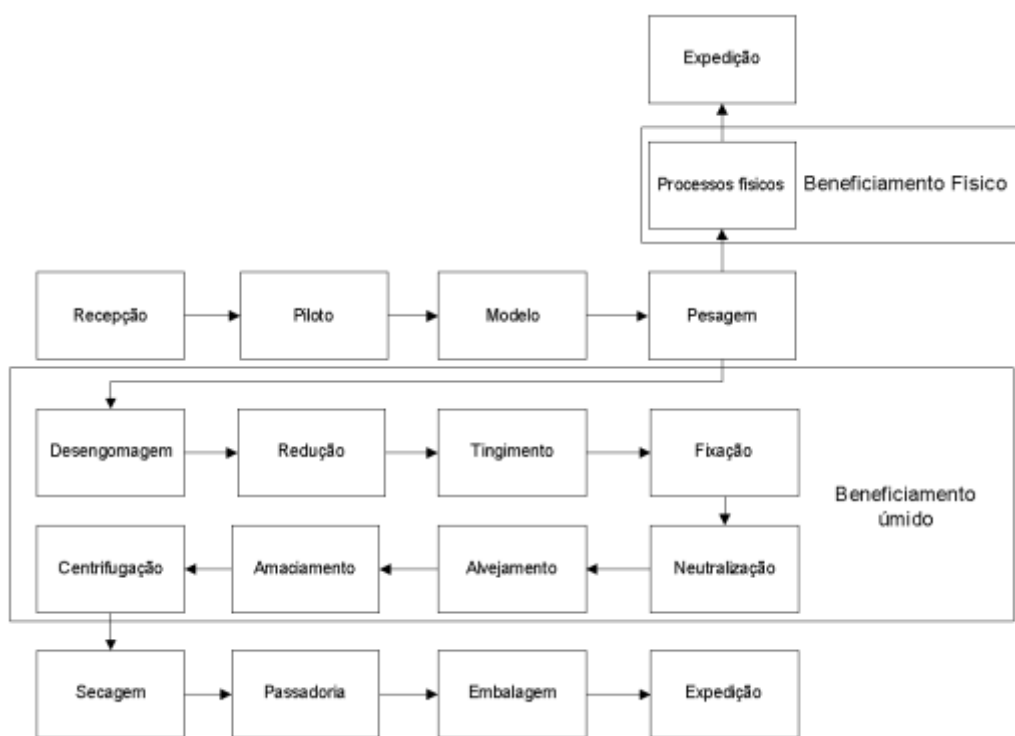 Expedição
Processos físicos
Beneficiamento Físico
Recepção
Piloto
Modelo
Pesagem
Desengomagem
Redução
Tingimento
Fixação
Beneficiamento
úmido
Centrifugação
Amaciamento
Alvejamento
Neutralização
Secagem
Passadoria
Embalagem
Expedição